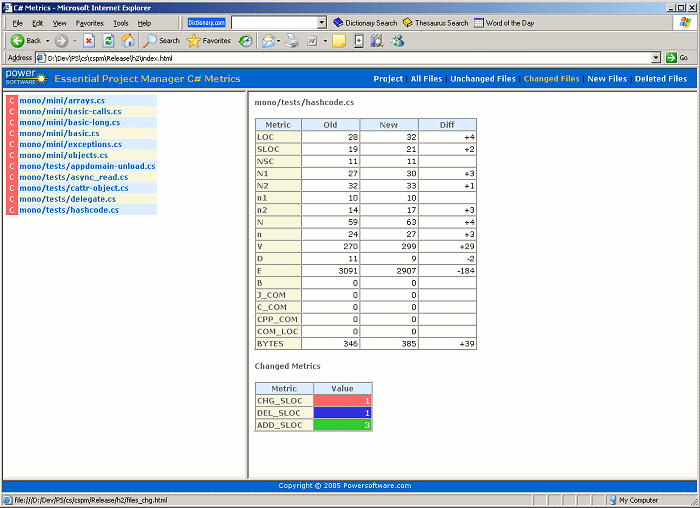 C# Metrics - Microsoft Internet Explorer
File Edit View Favorites Tools Help Dictionary.com Dictionary Search Thesaurus Search Word of the Day
Back Search Favorites
Address D:\Dev\PS\cs\cspm\Release\h2\index.html Go
power SOFTWARE Essential Project Manager C# Metrics Project | All Files | Unchanged Files | Changed Files | New Files | Deleted Files
C mono/mini/arrays.cs
C mono/mini/basic-calls.cs
C mono/mini/basic-long.cs
C mono/mini/basic.cs
C mono/mini/exceptions.cs
C mono/mini/objects.cs
C mono/tests/appdomain-unload.cs
C mono/tests/async_read.cs
C mono/tests/cattr-object.cs
C mono/tests/delegate.cs
C mono/tests/hashcode.cs
mono/tests/hashcode.cs
Metric Old New Diff
LOC 28 32 +4
SLOC 19 21 +2
NSC 11 11
N1 27 30 +3
N2 32 33 +1
n1 10 10
n2 14 17 +3
N 59 63 +4
n 24 27 +3
V 270 299 +29
D 11 9 -2
E 3091 2907 -184
B 0 0
J_COM 0 0
C_COM 0 0
CPP_COM 0 0
COM_LOC 0 0
BYTES 346 385 +39
Changed Metrics
Metric Value
CHG_SLOC 1
DEL_SLOC 1
ADD_SLOC 3
Copyright © 2005 Powersoftware.com
file:///D:/Dev/PS/cs/cspm/Release/h2/files_chg.html My Computer